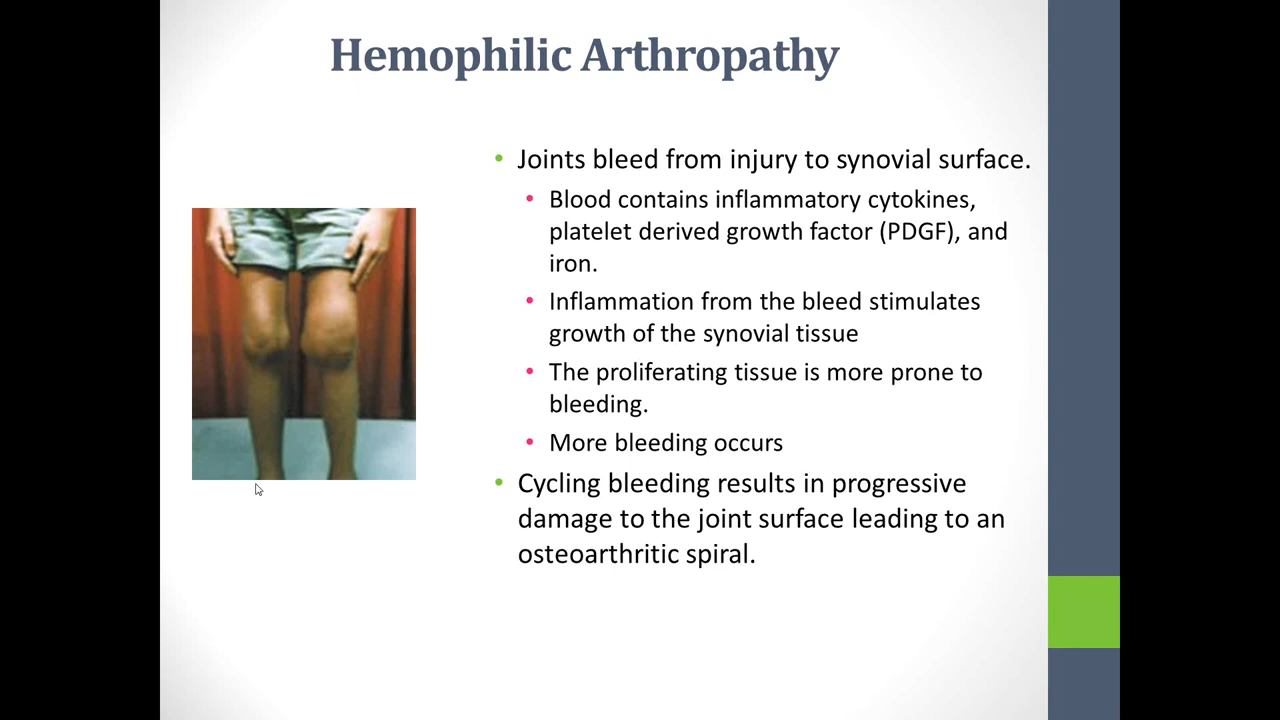 Hemophilic Arthropathy
• Joints bleed from injury to synovial surface.
• Blood contains inflammatory cytokines,
platelet derived growth factor (PDGF), and
iron.
• Inflammation from the bleed stimulates
growth of the synovial tissue
• The proliferating tissue is more prone to
bleeding.
• More bleeding occurs
• Cycling bleeding results in progressive
damage to the joint surface leading to an
osteoarthritic spiral.